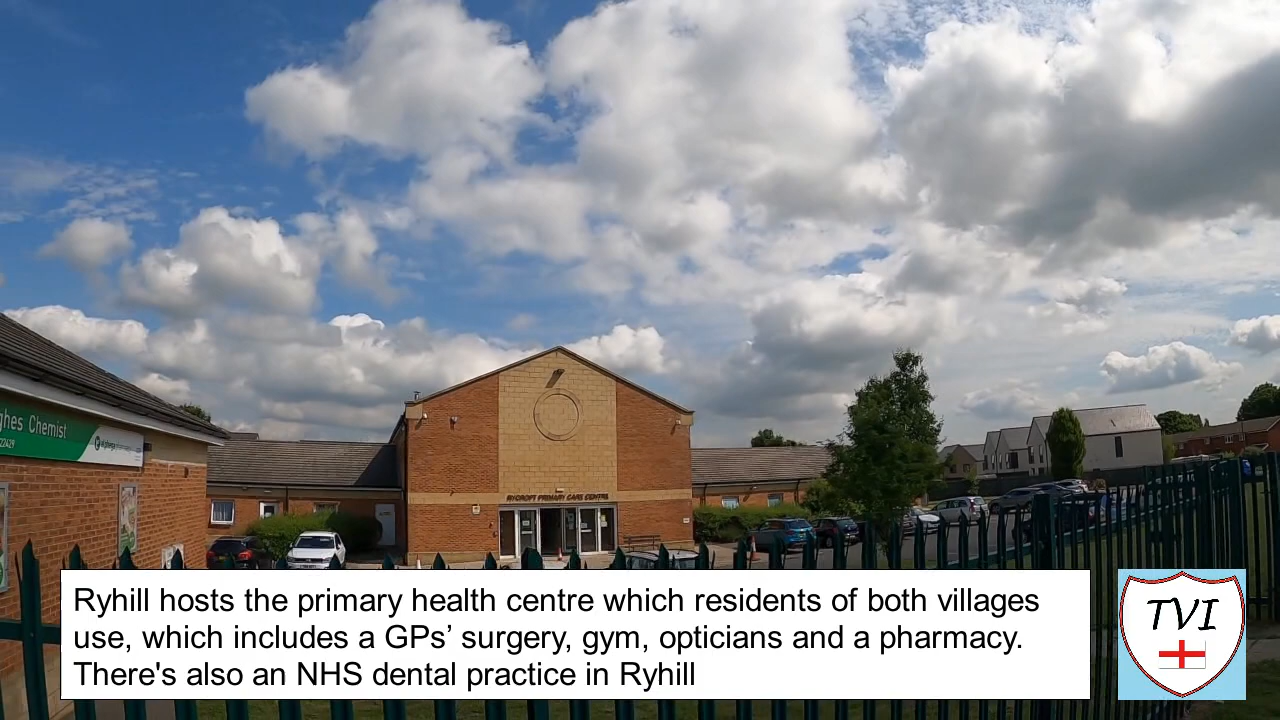 ghes Chemist
22429
RYCROFT PRIMARY CARE CENTRE
Ryhill hosts the primary health centre which residents of both villages
use, which includes a GPs’ surgery, gym, opticians and a pharmacy.
There's also an NHS dental practice in Ryhill
TVI